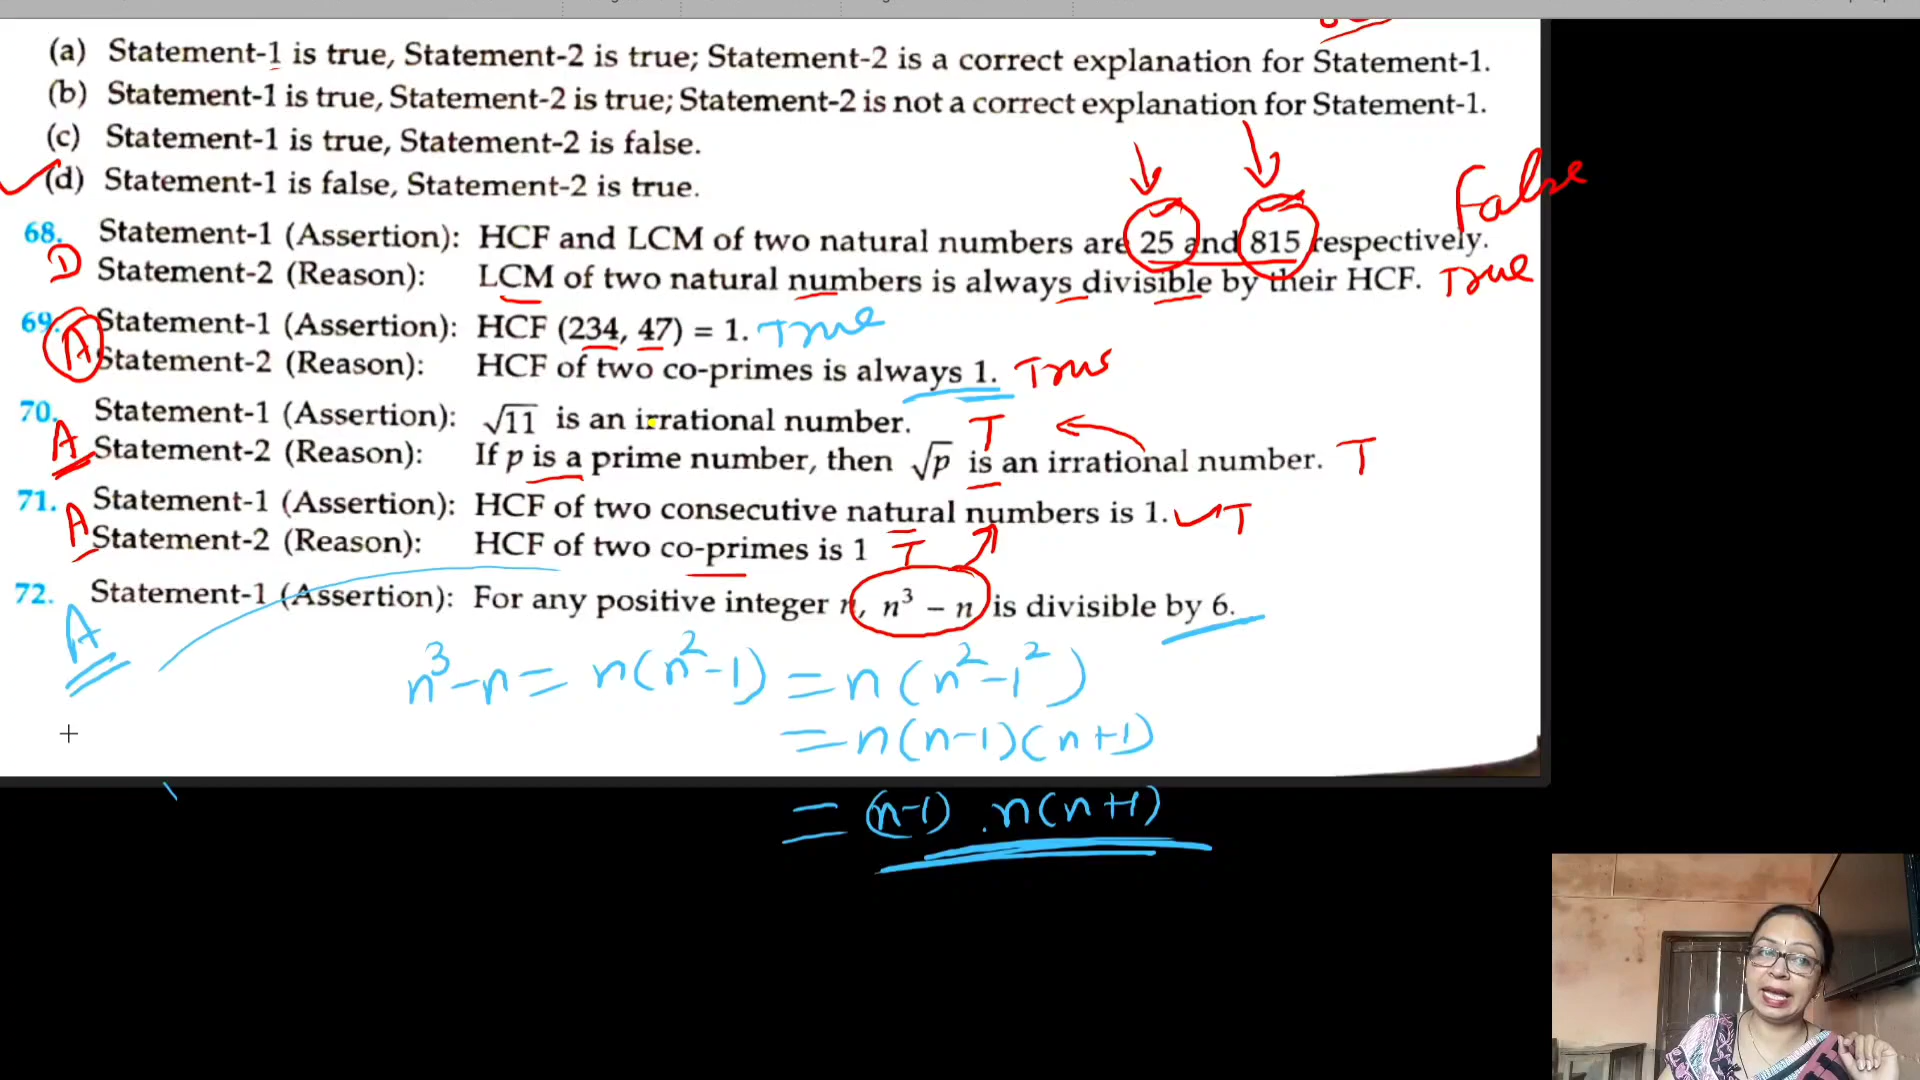 (a) Statement-1 is true, Statement-2 is true; Statement-2 is a correct explanation for Statement-1.
(b) Statement-1 is true, Statement-2 is true; Statement-2 is not a correct explanation for Statement-1.
(c) Statement-1 is true, Statement-2 is false.
(d) Statement-1 is false, Statement-2 is true.
False
68. Statement-1 (Assertion): HCF and LCM of two natural numbers are 25 and 815 respectively.
D Statement-2 (Reason): LCM of two natural numbers is always divisible by their HCF. True
69. Statement-1 (Assertion): HCF (234, 47) = 1. True
A Statement-2 (Reason): HCF of two co-primes is always 1. True
70. Statement-1 (Assertion): √11 is an irrational number. T
A Statement-2 (Reason): If p is a prime number, then √p is an irrational number. T
71. Statement-1 (Assertion): HCF of two consecutive natural numbers is 1. T
A Statement-2 (Reason): HCF of two co-primes is 1 T
72. Statement-1 (Assertion): For any positive integer n, n³ – n is divisible by 6.
A
n³-n = n(n²-1) = n(n²-1²)
= n(n-1)(n+1)
= (n-1).n(n+1)